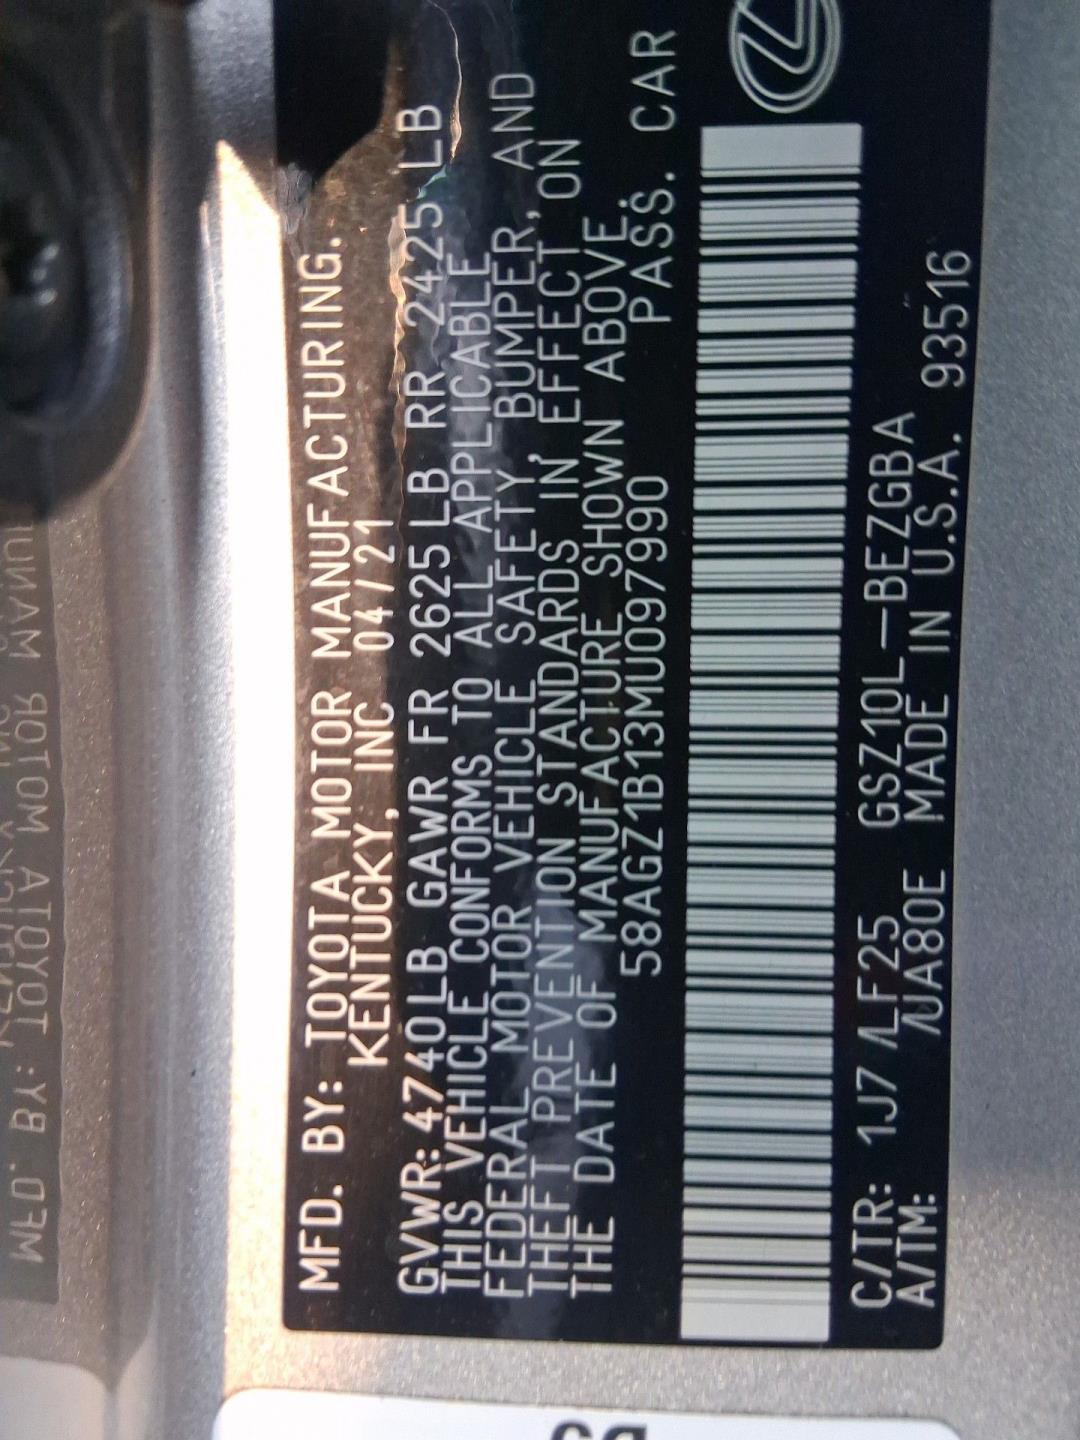 MFD. BY: TOYOTA MOTOR MANUFACTURING.
KENTUCKY, INC 04/21
GVWR: 4740LB GAWR FR 2625LB RR 2425LB
THIS VEHICLE CONFORMS TO ALL APPLICABLE
FEDERAL MOTOR VEHICLE SAFETY, BUMPER, AND
THEFT PREVENTION STANDARDS IN EFFECT ON
THE DATE OF MANUFACTURE SHOWN ABOVE.
58AGZ1B13MU097990 PASS. CAR
C/TR: 1J7 /LF25 GSZ10L-BEZGBA
A/TM: /UA80E MADE IN U.S.A. 93516